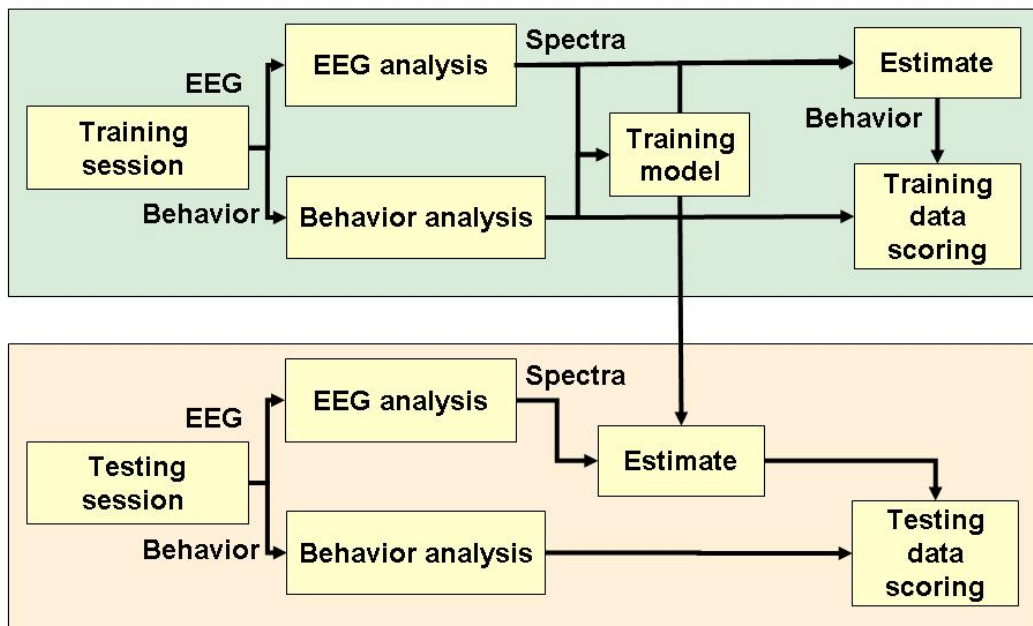 Spectra
EEG analysis
Estimate
EEG
Behavior
Training
session
Training
model
Training
data
scoring
Behavior
Behavior analysis
Spectra
EEG analysis
EEG
Estimate
Testing
session
Testing
data
scoring
Behavior
Behavior analysis